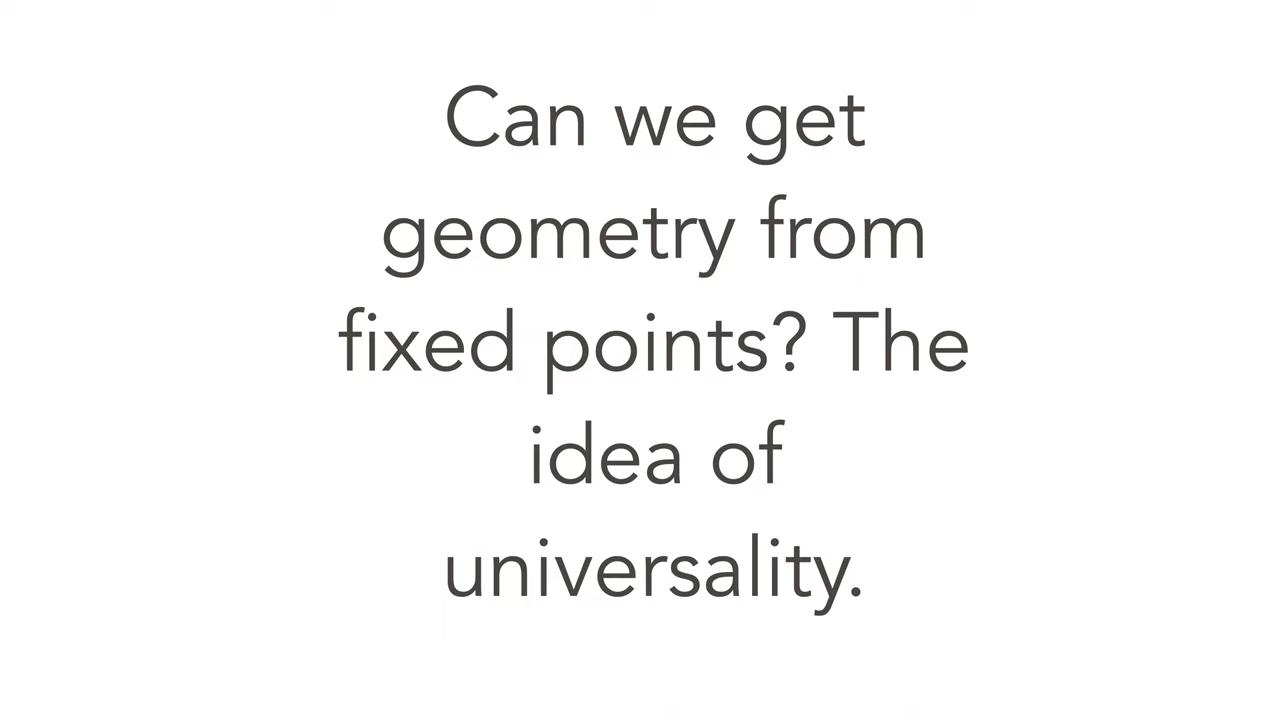 Can we get
geometry from
fixed points? The
idea of
universality.